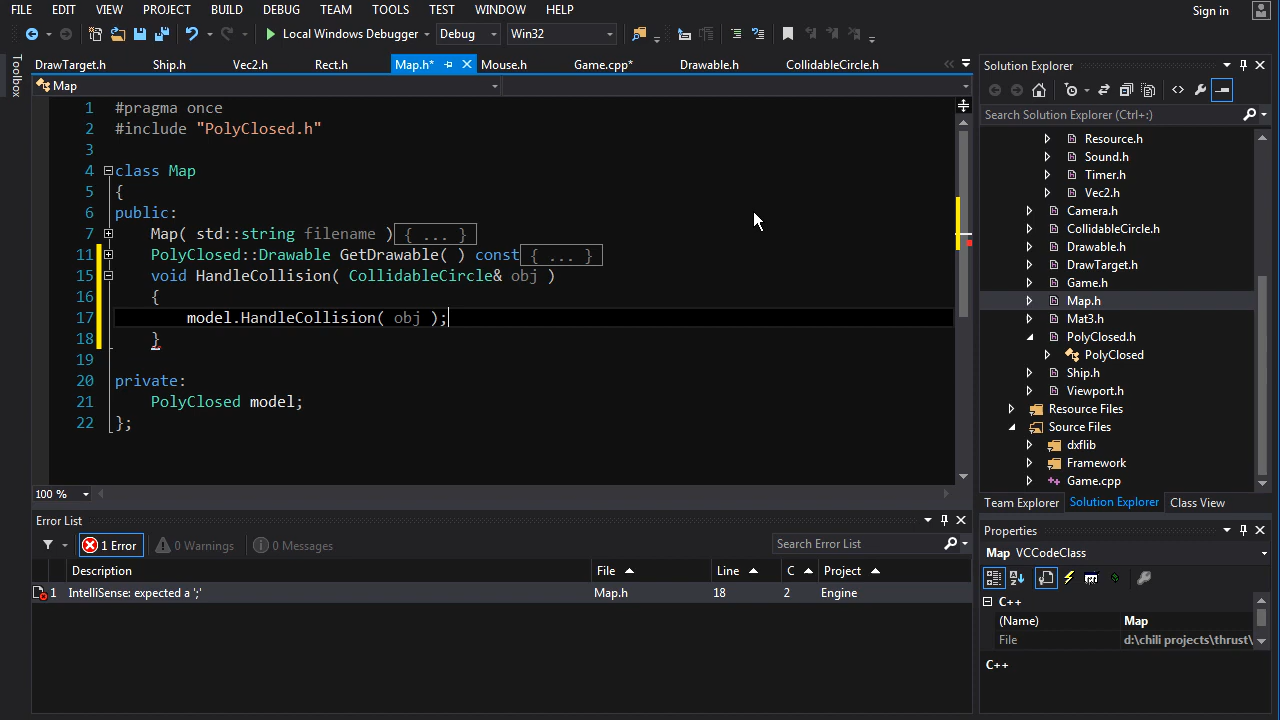 FILE EDIT VIEW PROJECT BUILD DEBUG TEAM TOOLS TEST WINDOW HELP Sign in
Local Windows Debugger Debug Win32
Toolbox
DrawTarget.h Ship.h Vec2.h Rect.h Map.h* Mouse.h Game.cpp* Drawable.h CollidableCircle.h
Map
1 #pragma once
2 #include "PolyClosed.h"
3
4 class Map
5 {
6 public:
7 Map( std::string filename ) { ... }
11 PolyClosed::Drawable GetDrawable( ) const { ... }
15 void HandleCollision( CollidableCircle& obj )
16 {
17 model.HandleCollision( obj );
18 }
19
20 private:
21 PolyClosed model;
22 };
100 %
Error List
1 Error 0 Warnings 0 Messages Search Error List
Description File Line C Project
1 IntelliSense: expected a ';' Map.h 18 2 Engine
Solution Explorer
Search Solution Explorer (Ctrl+;)
Resource.h
Sound.h
Timer.h
Vec2.h
Camera.h
CollidableCircle.h
Drawable.h
DrawTarget.h
Game.h
Map.h
Mat3.h
PolyClosed.h
PolyClosed
Ship.h
Viewport.h
Resource Files
Source Files
dxflib
Framework
Game.cpp
Team Explorer Solution Explorer Class View
Properties
Map VCCodeClass
C++
(Name) Map
File d:\chili projects\thrust\
C++